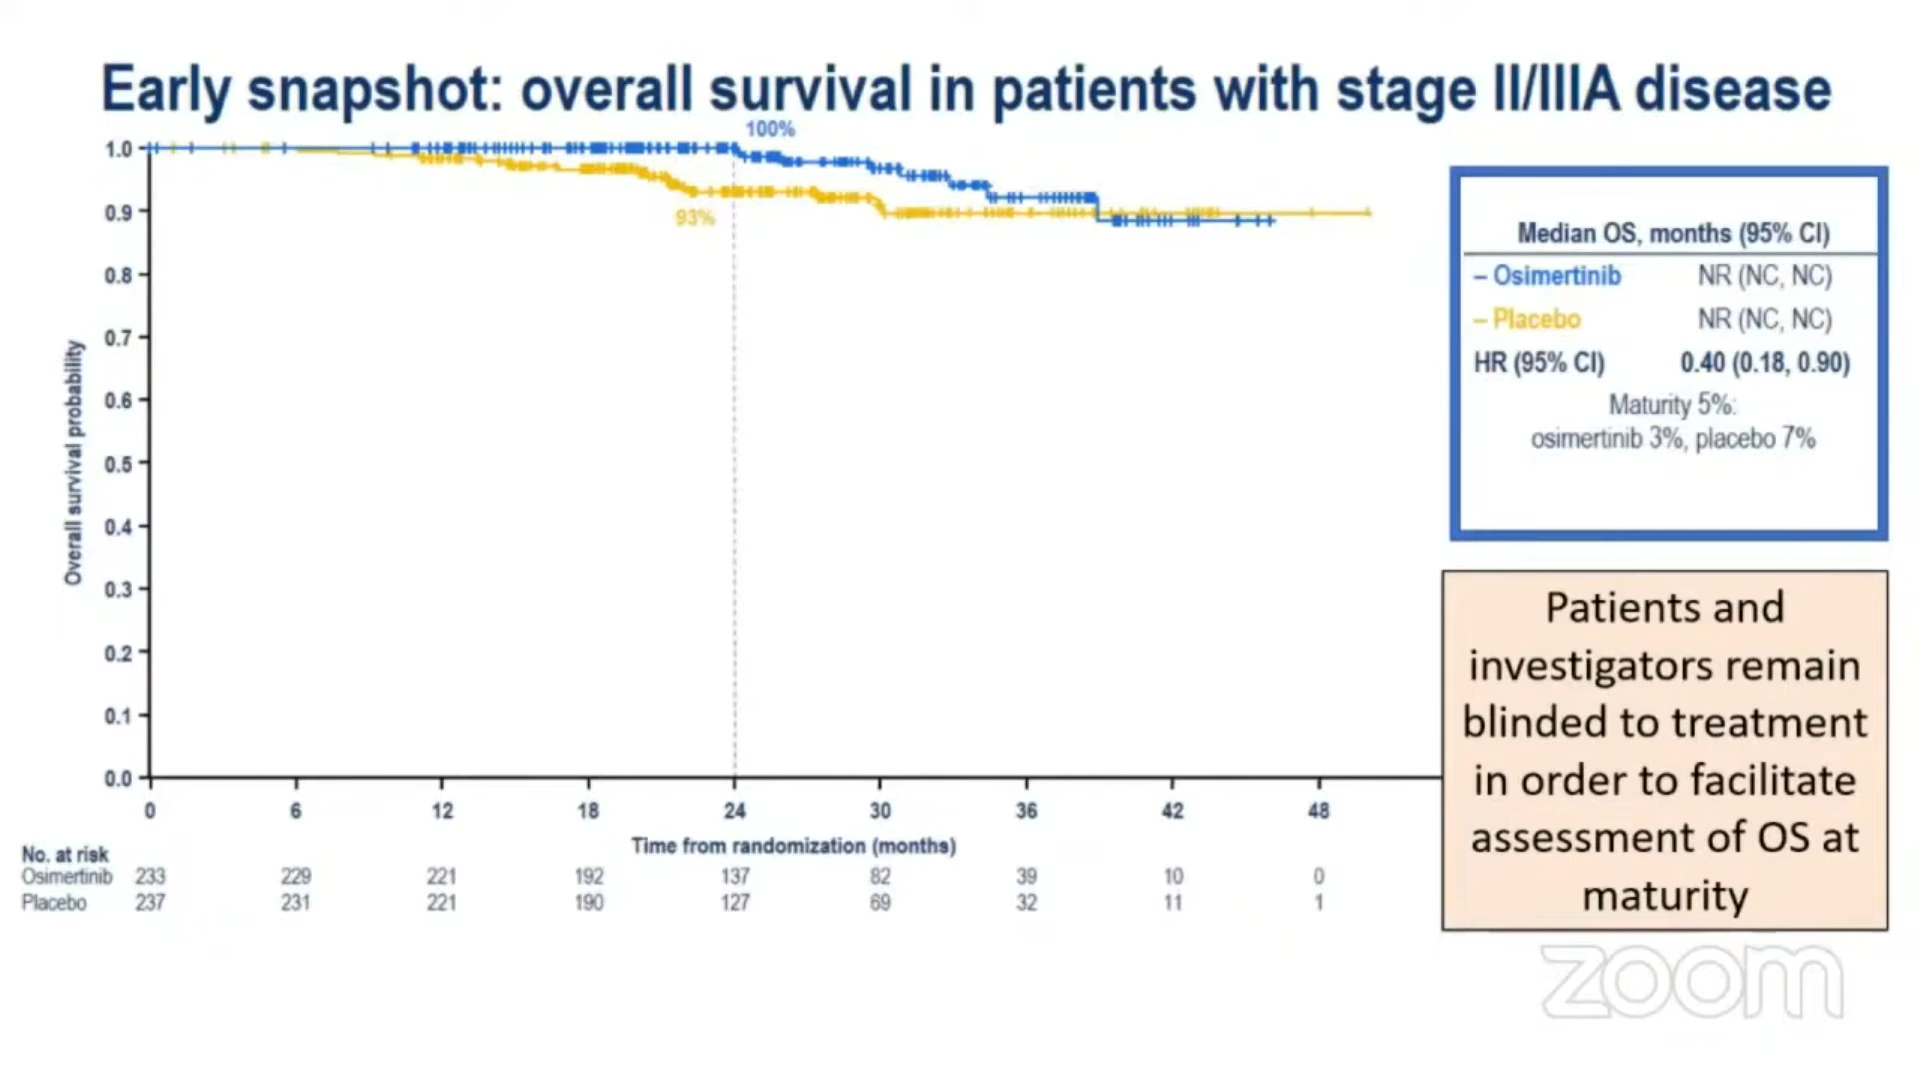 Early snapshot: overall survival in patients with stage II/IIIA disease
100%
93%
1.0
0.9
0.8
0.7
0.6
0.5
0.4
0.3
0.2
0.1
0.0
Overall survival probability
0 6 12 18 24 30 36 42 48
Time from randomization (months)
No. at risk
Osimertinib 233 229 221 192 137 82 39 10 0
Placebo 237 231 221 190 127 69 32 11 1
Median OS, months (95% CI)
– Osimertinib NR (NC, NC)
– Placebo NR (NC, NC)
HR (95% CI) 0.40 (0.18, 0.90)
Maturity 5%:
osimertinib 3%, placebo 7%
Patients and
investigators remain
blinded to treatment
in order to facilitate
assessment of OS at
maturity
zoom